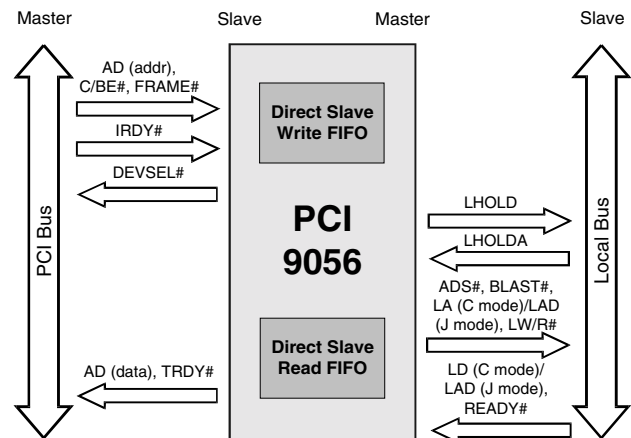 Master
Slave
Master
Slave
AD (addr),
C/BE#, FRAME#
IRDY#
DEVSEL#
AD (data), TRDY#
PCI Bus
Direct Slave
Write FIFO
PCI
9056
Direct Slave
Read FIFO
LHOLD
LHOLDA
ADS#, BLAST#,
LA (C mode)/LAD
(J mode), LW/R#
LD (C mode)/
LAD (J mode),
READY#
Local Bus